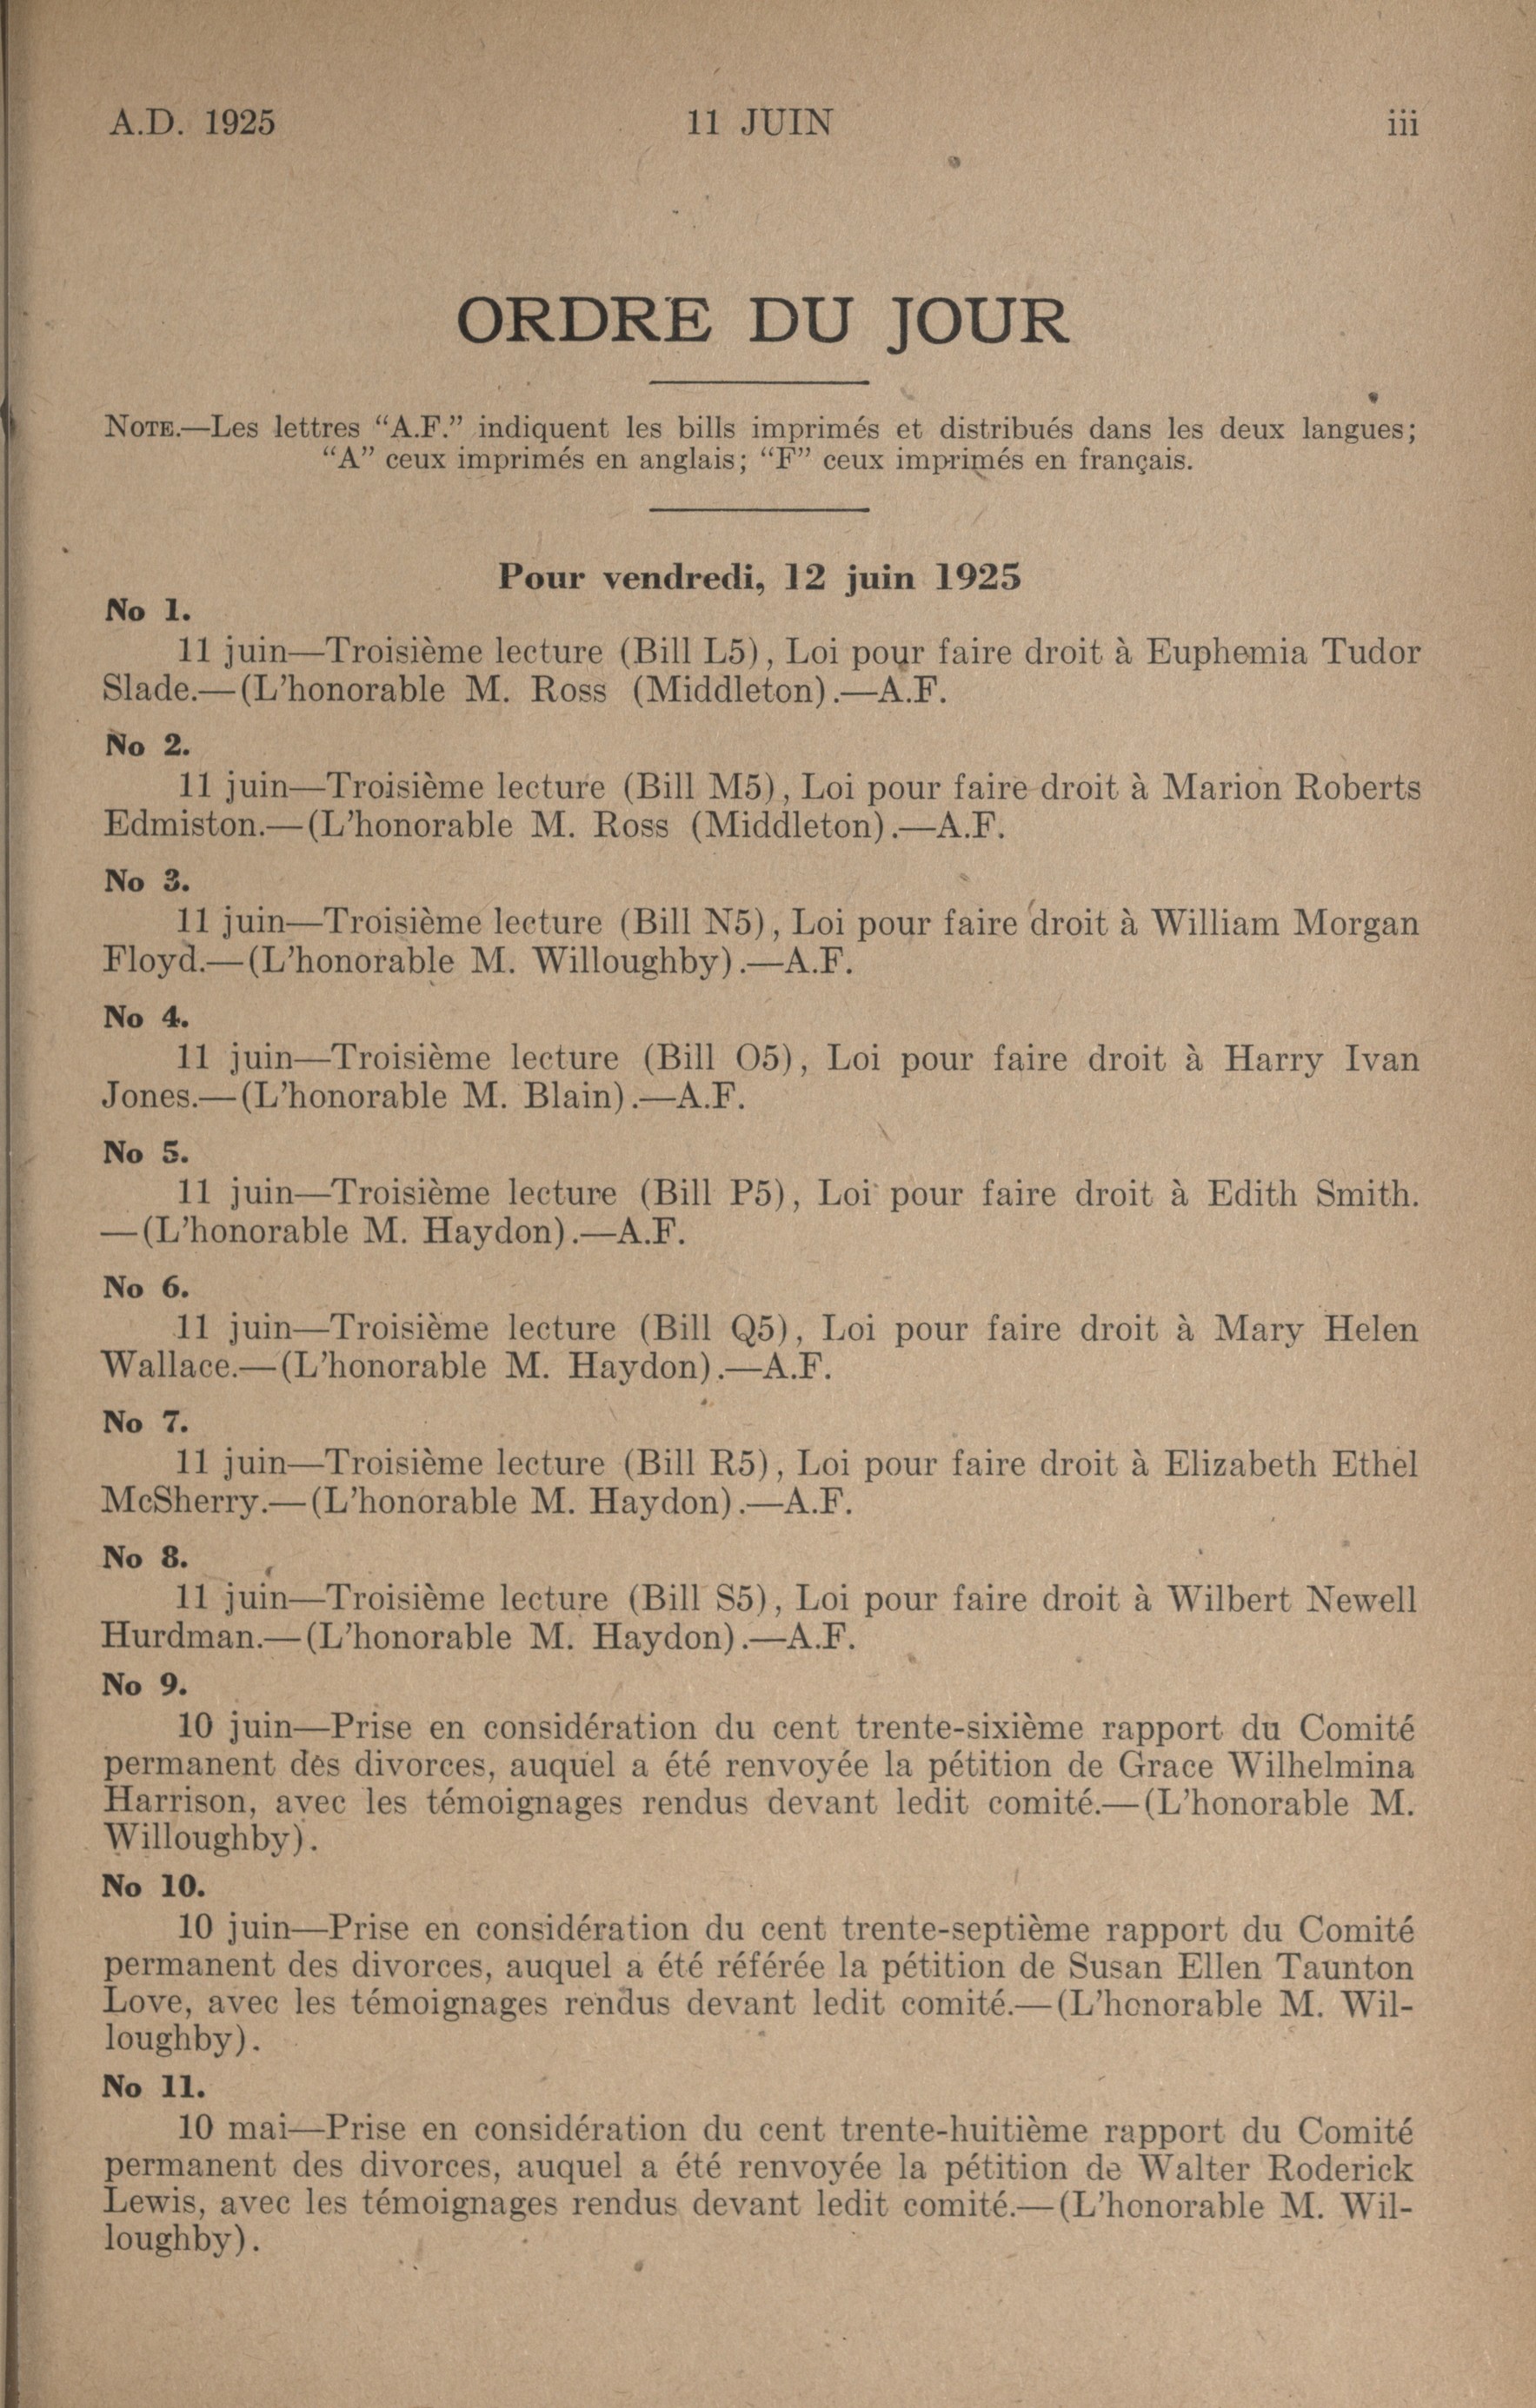 A.D. 1925 11 JUIN iii
ORDRE DU JOUR
NOTE.—Les lettres “A.F.” indiquent les bills imprimés et distribués dans les deux langues;
“A” ceux imprimés en anglais; “F” ceux imprimés en français.
Pour vendredi, 12 juin 1925
No 1.
11 juin—Troisième lecture (Bill L5), Loi pour faire droit à Euphemia Tudor
Slade.—(L’honorable M. Ross (Middleton).—A.F.
No 2.
11 juin—Troisième lecture (Bill M5), Loi pour faire droit à Marion Roberts
Edmiston.—(L’honorable M. Ross (Middleton).—A.F.
No 3.
11 juin—Troisième lecture (Bill N5), Loi pour faire droit à William Morgan
Floyd.—(L’honorable M. Willoughby).—A.F.
No 4.
11 juin—Troisième lecture (Bill O5), Loi pour faire droit à Harry Ivan
Jones.—(L’honorable M. Blain).—A.F.
No 5.
11 juin—Troisième lecture (Bill P5), Loi pour faire droit à Edith Smith.
—(L’honorable M. Haydon).—A.F.
No 6.
11 juin—Troisième lecture (Bill Q5), Loi pour faire droit à Mary Helen
Wallace.—(L’honorable M. Haydon).—A.F.
No 7.
11 juin—Troisième lecture (Bill R5), Loi pour faire droit à Elizabeth Ethel
McSherry.—(L’honorable M. Haydon).—A.F.
No 8.
11 juin—Troisième lecture (Bill S5), Loi pour faire droit à Wilbert Newell
Hurdman.—(L’honorable M. Haydon).—A.F.
No 9.
10 juin—Prise en considération du cent trente-sixième rapport du Comité
permanent des divorces, auquel a été renvoyée la pétition de Grace Wilhelmina
Harrison, avec les témoignages rendus devant ledit comité.—(L’honorable M.
Willoughby).
No 10.
10 juin—Prise en considération du cent trente-septième rapport du Comité
permanent des divorces, auquel a été référée la pétition de Susan Ellen Taunton
Love, avec les témoignages rendus devant ledit comité.—(L’honorable M. Wil-
loughby).
No 11.
10 mai—Prise en considération du cent trente-huitième rapport du Comité
permanent des divorces, auquel a été renvoyée la pétition de Walter Roderick
Lewis, avec les témoignages rendus devant ledit comité.—(L’honorable M. Wil-
loughby).